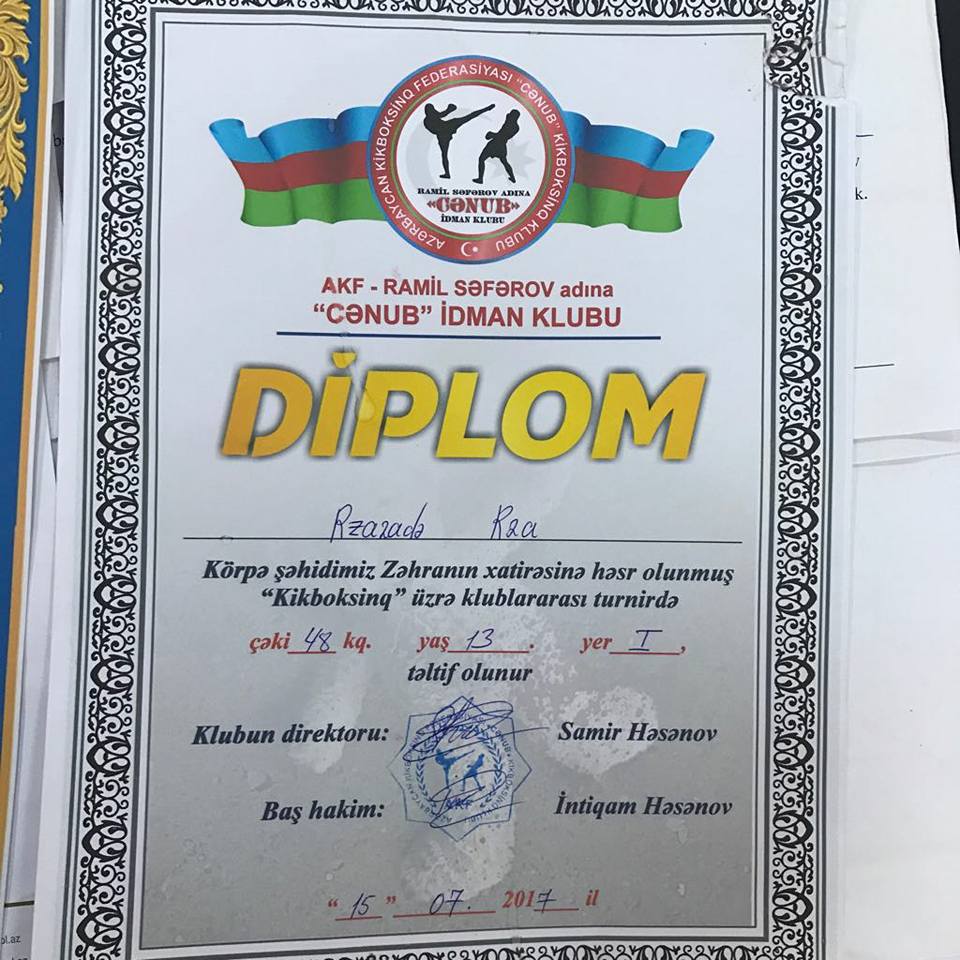 AZƏRBAYCAN KİKBOKSİNQ FEDERASİYASI "CƏNUB" KİKBOKSİNQ KLUBU
RAMİL SƏFƏROV ADINA
«CƏNUB»
İDMAN KLUBU
AKF - RAMİL SƏFƏROV adına
“CƏNUB” İDMAN KLUBU
DİPLOM
Rzazadə Rza
Körpə şəhidimiz Zəhranın xatirəsinə həsr olunmuş
“Kikboksinq” üzrə klublararası turnirdə
çəki 48 kq. yaş 13. yer I,
təltif olunur
Klubun direktoru: Samir Həsənov
Baş hakim: İntiqam Həsənov
“15” 07. 2017 il
k.
ol.az